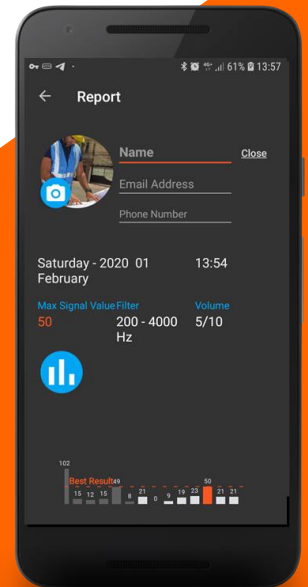 61% 13:57
Report
Name
Close
Email Address
Phone Number
Saturday - 2020 01 13:54
February
Max Signal Value Filter Volume
50 200 - 4000 5/10
Hz
102
Best Result 49 50
15 12 15 8 21 0 9 19 23 21 21